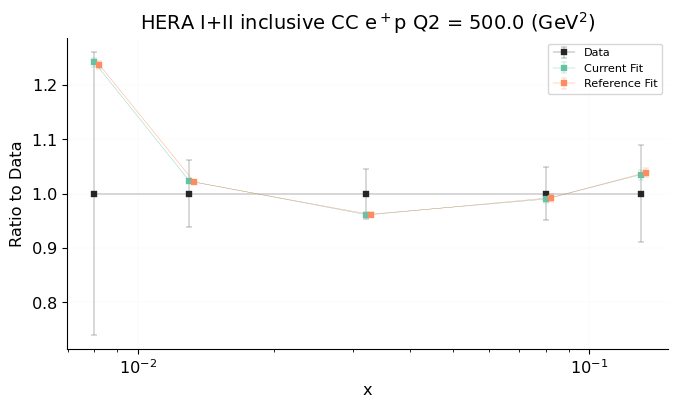 HERA I+II inclusive CC e⁺p Q2 = 500.0 (GeV²)
Data
Current Fit
Reference Fit
Ratio to Data
1.2
1.1
1.0
0.9
0.8
10⁻²
10⁻¹
x